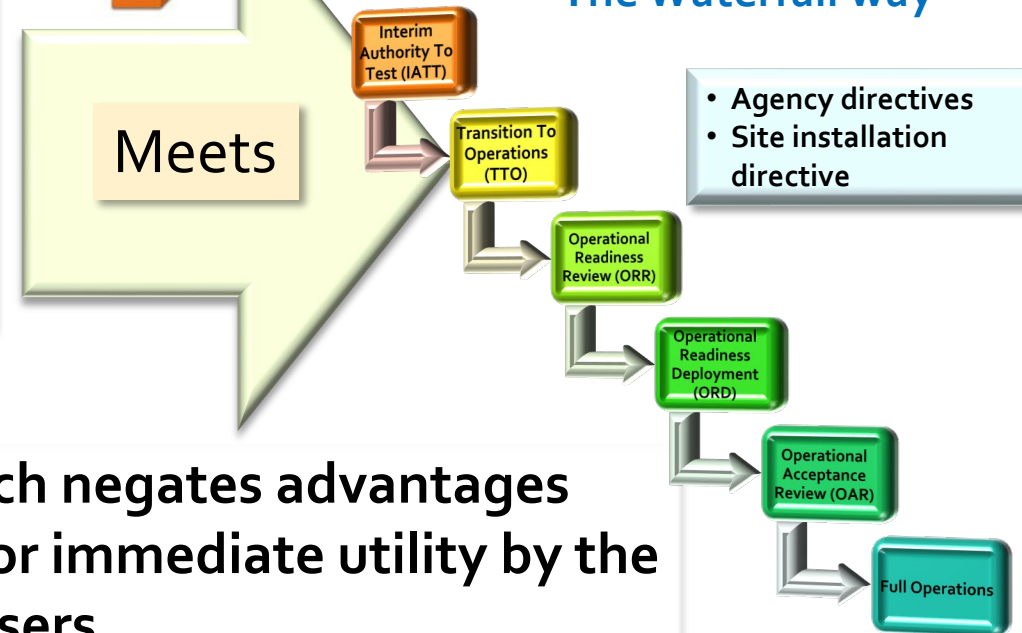 The Waterfall way
Interim
Authority To
Test (IATT)
• Agency directives
• Site installation
directive
Meets
Transition To
Operations
(TTO)
Operational
Readiness
Review (ORR)
Operational
Readiness
Deployment
(ORD)
Operational
Acceptance
Review (OAR)
Full Operations
ch negates advantages
or immediate utility by the
sers